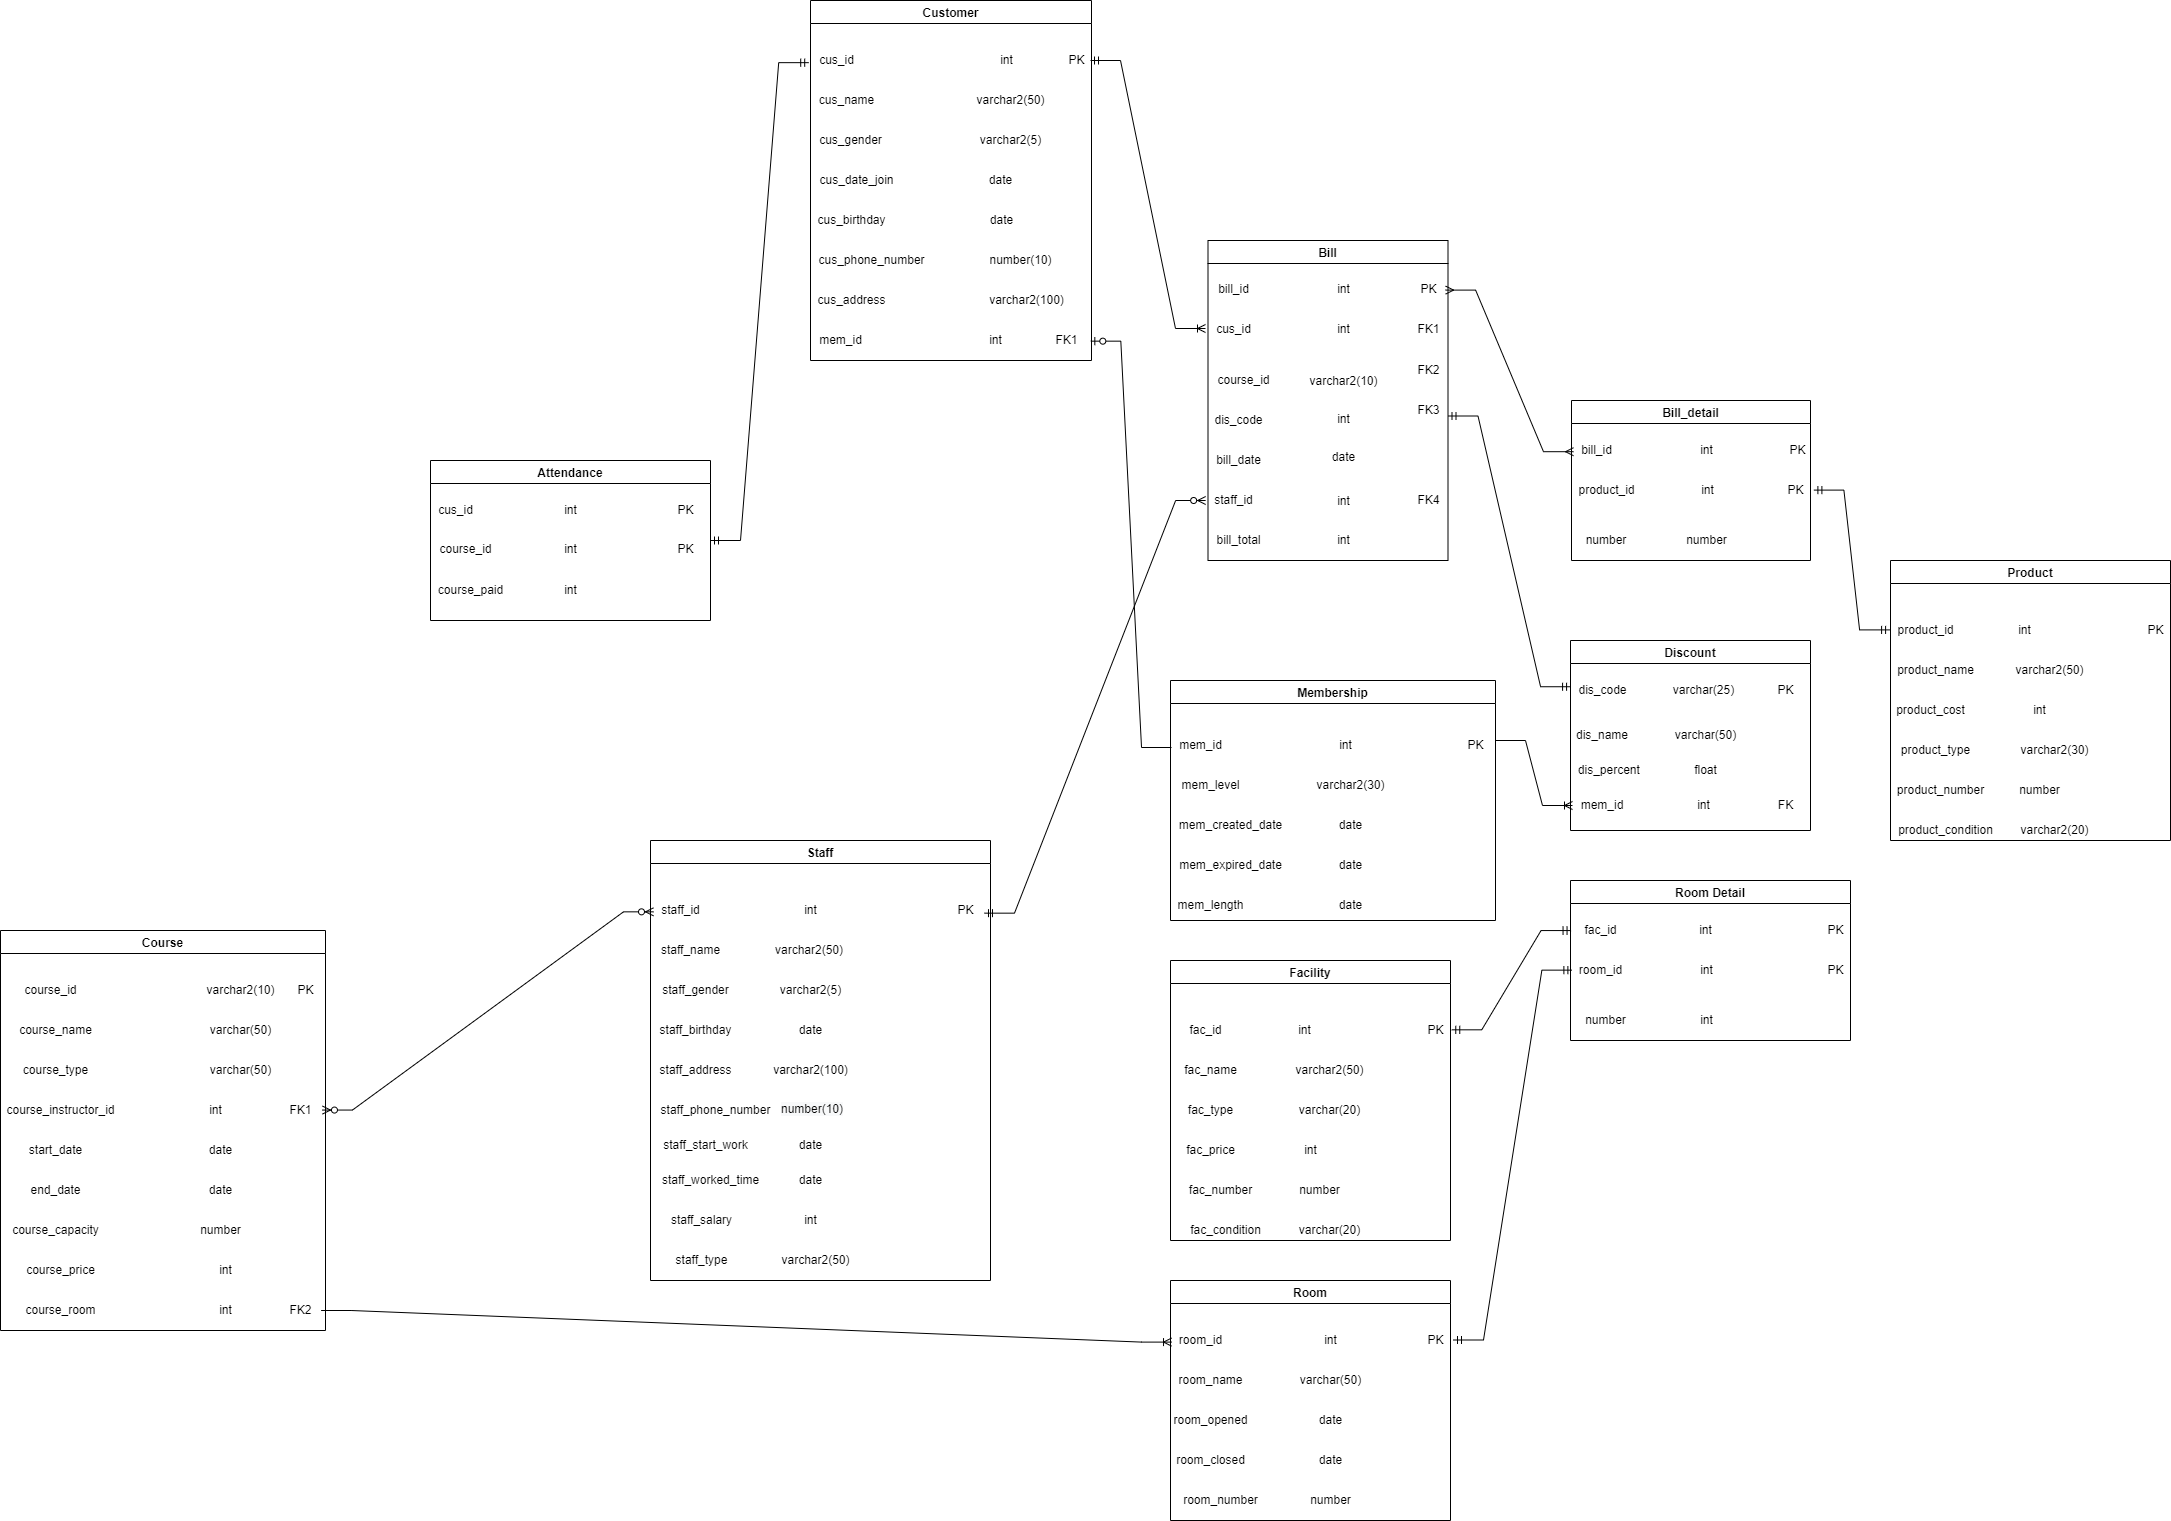 Customer
cus_id int PK
cus_name varchar2(50)
cus_gender varchar2(5)
cus_date_join date
cus_birthday date
cus_phone_number number(10)
cus_address varchar2(100)
mem_id int FK1
Bill
bill_id int PK
cus_id int FK1
course_id varchar2(10) FK2
dis_code int FK3
bill_date date
staff_id int FK4
bill_total int
Bill_detail
bill_id int PK
product_id int PK
number number
Attendance
cus_id int PK
course_id int PK
course_paid int
Product
product_id int PK
product_name varchar2(50)
product_cost int
product_type varchar2(30)
product_number number
product_condition varchar2(20)
Discount
dis_code varchar(25) PK
dis_name varchar(50)
dis_percent float
mem_id int FK
Membership
mem_id int PK
mem_level varchar2(30)
mem_created_date date
mem_expired_date date
mem_length date
Staff
staff_id int PK
staff_name varchar2(50)
staff_gender varchar2(5)
staff_birthday date
staff_address varchar2(100)
staff_phone_number number(10)
staff_start_work date
staff_worked_time date
staff_salary int
staff_type varchar2(50)
Room Detail
fac_id int PK
room_id int PK
number int
Course
course_id varchar2(10) PK
course_name varchar(50)
course_type varchar(50)
course_instructor_id int FK1
start_date date
end_date date
course_capacity number
course_price int
course_room int FK2
Facility
fac_id int PK
fac_name varchar2(50)
fac_type varchar(20)
fac_price int
fac_number number
fac_condition varchar(20)
Room
room_id int PK
room_name varchar(50)
room_opened date
room_closed date
room_number number